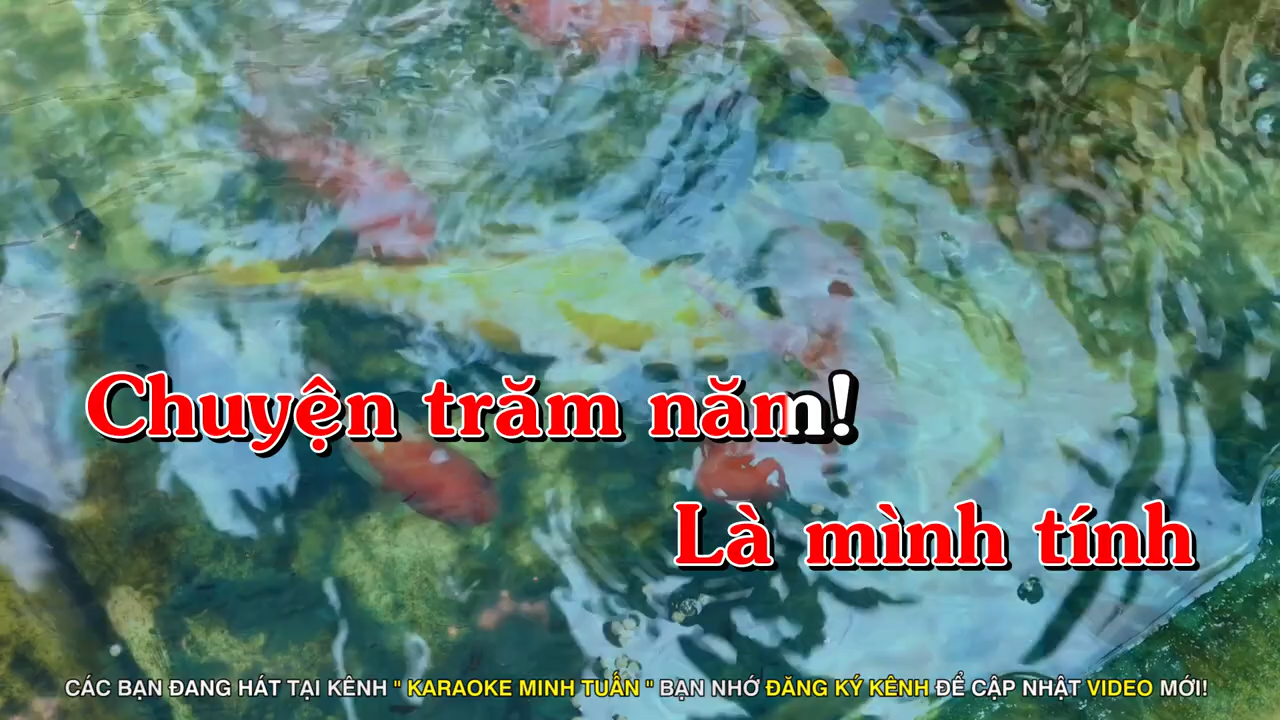 Chuyện trăm năm!
Là mình tính
CÁC BẠN ĐANG HÁT TẠI KÊNH " KARAOKE MINH TUẤN " BẠN NHỚ ĐĂNG KÝ KÊNH ĐỂ CẬP NHẬT VIDEO MỚI!